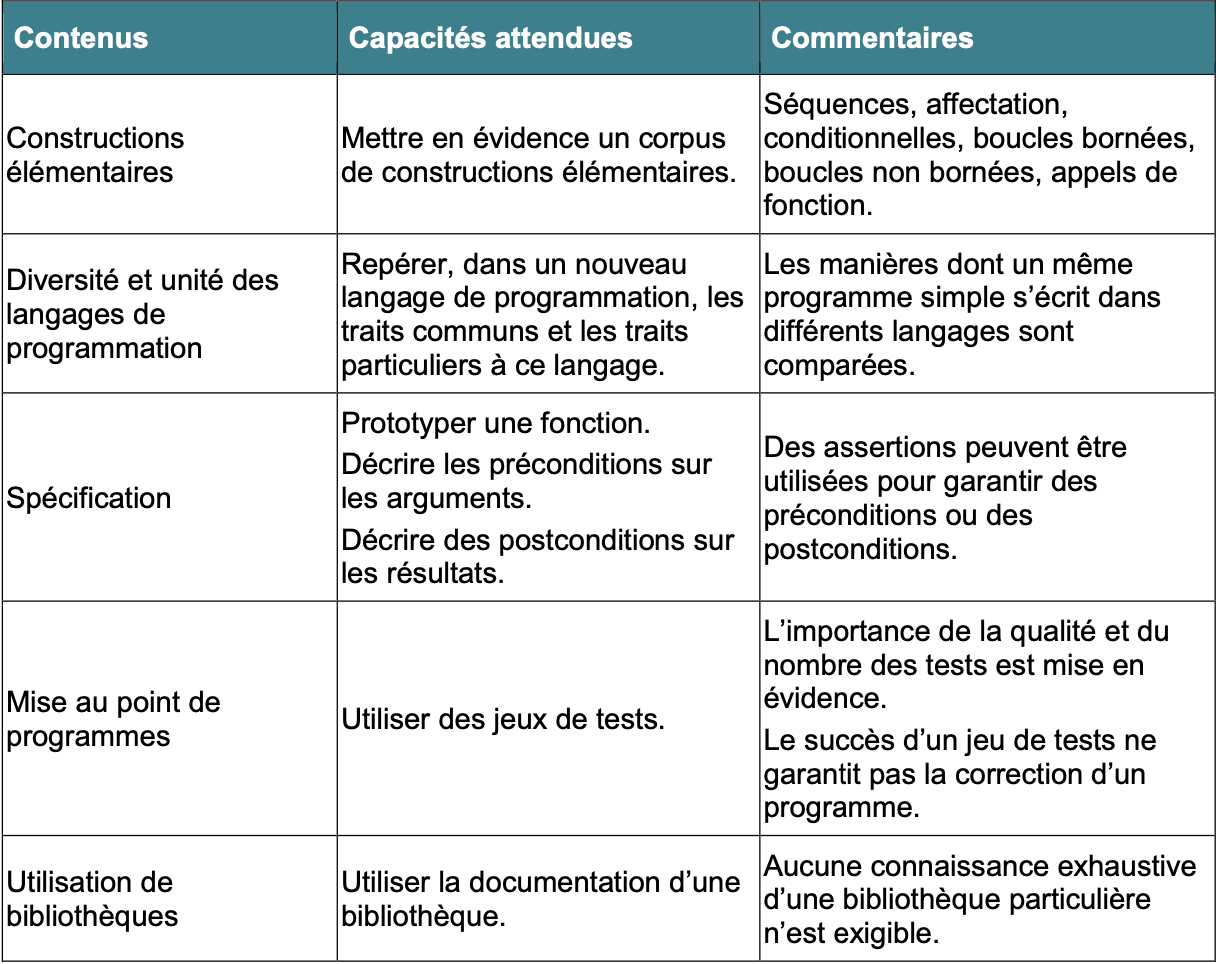 Contenus
Capacités attendues
Commentaires
Constructions
élémentaires
Mettre en évidence un corpus
de constructions élémentaires.
Séquences, affectation,
conditionnelles, boucles bornées,
boucles non bornées, appels de
fonction.
Diversité et unité des
langages de
programmation
Repérer, dans un nouveau
langage de programmation, les
traits communs et les traits
particuliers à ce langage.
Les manières dont un même
programme simple s’écrit dans
différents langages sont
comparées.
Spécification
Prototyper une fonction.
Décrire les préconditions sur
les arguments.
Décrire des postconditions sur
les résultats.
Des assertions peuvent être
utilisées pour garantir des
préconditions ou des
postconditions.
Mise au point de
programmes
Utiliser des jeux de tests.
L’importance de la qualité et du
nombre des tests est mise en
évidence.
Le succès d’un jeu de tests ne
garantit pas la correction d’un
programme.
Utilisation de
bibliothèques
Utiliser la documentation d’une
bibliothèque.
Aucune connaissance exhaustive
d’une bibliothèque particulière
n’est exigible.